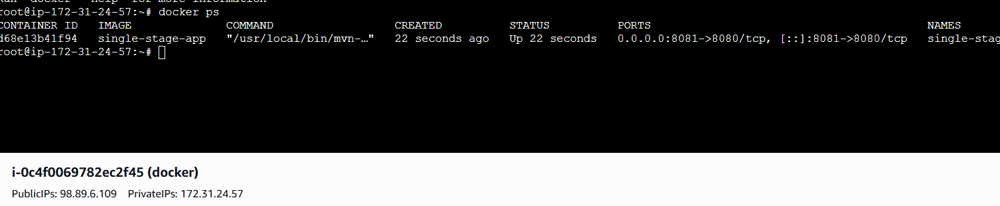 root@ip-172-31-24-57:~# docker ps
CONTAINER ID IMAGE COMMAND CREATED STATUS PORTS NAMES
d68e13b41f94 single-stage-app "/usr/local/bin/mvn-…" 22 seconds ago Up 22 seconds 0.0.0.0:8081->8080/tcp, [::]:8081->8080/tcp single-stag
root@ip-172-31-24-57:~#
i-0c4f0069782ec2f45 (docker)
PublicIPs: 98.89.6.109 PrivateIPs: 172.31.24.57